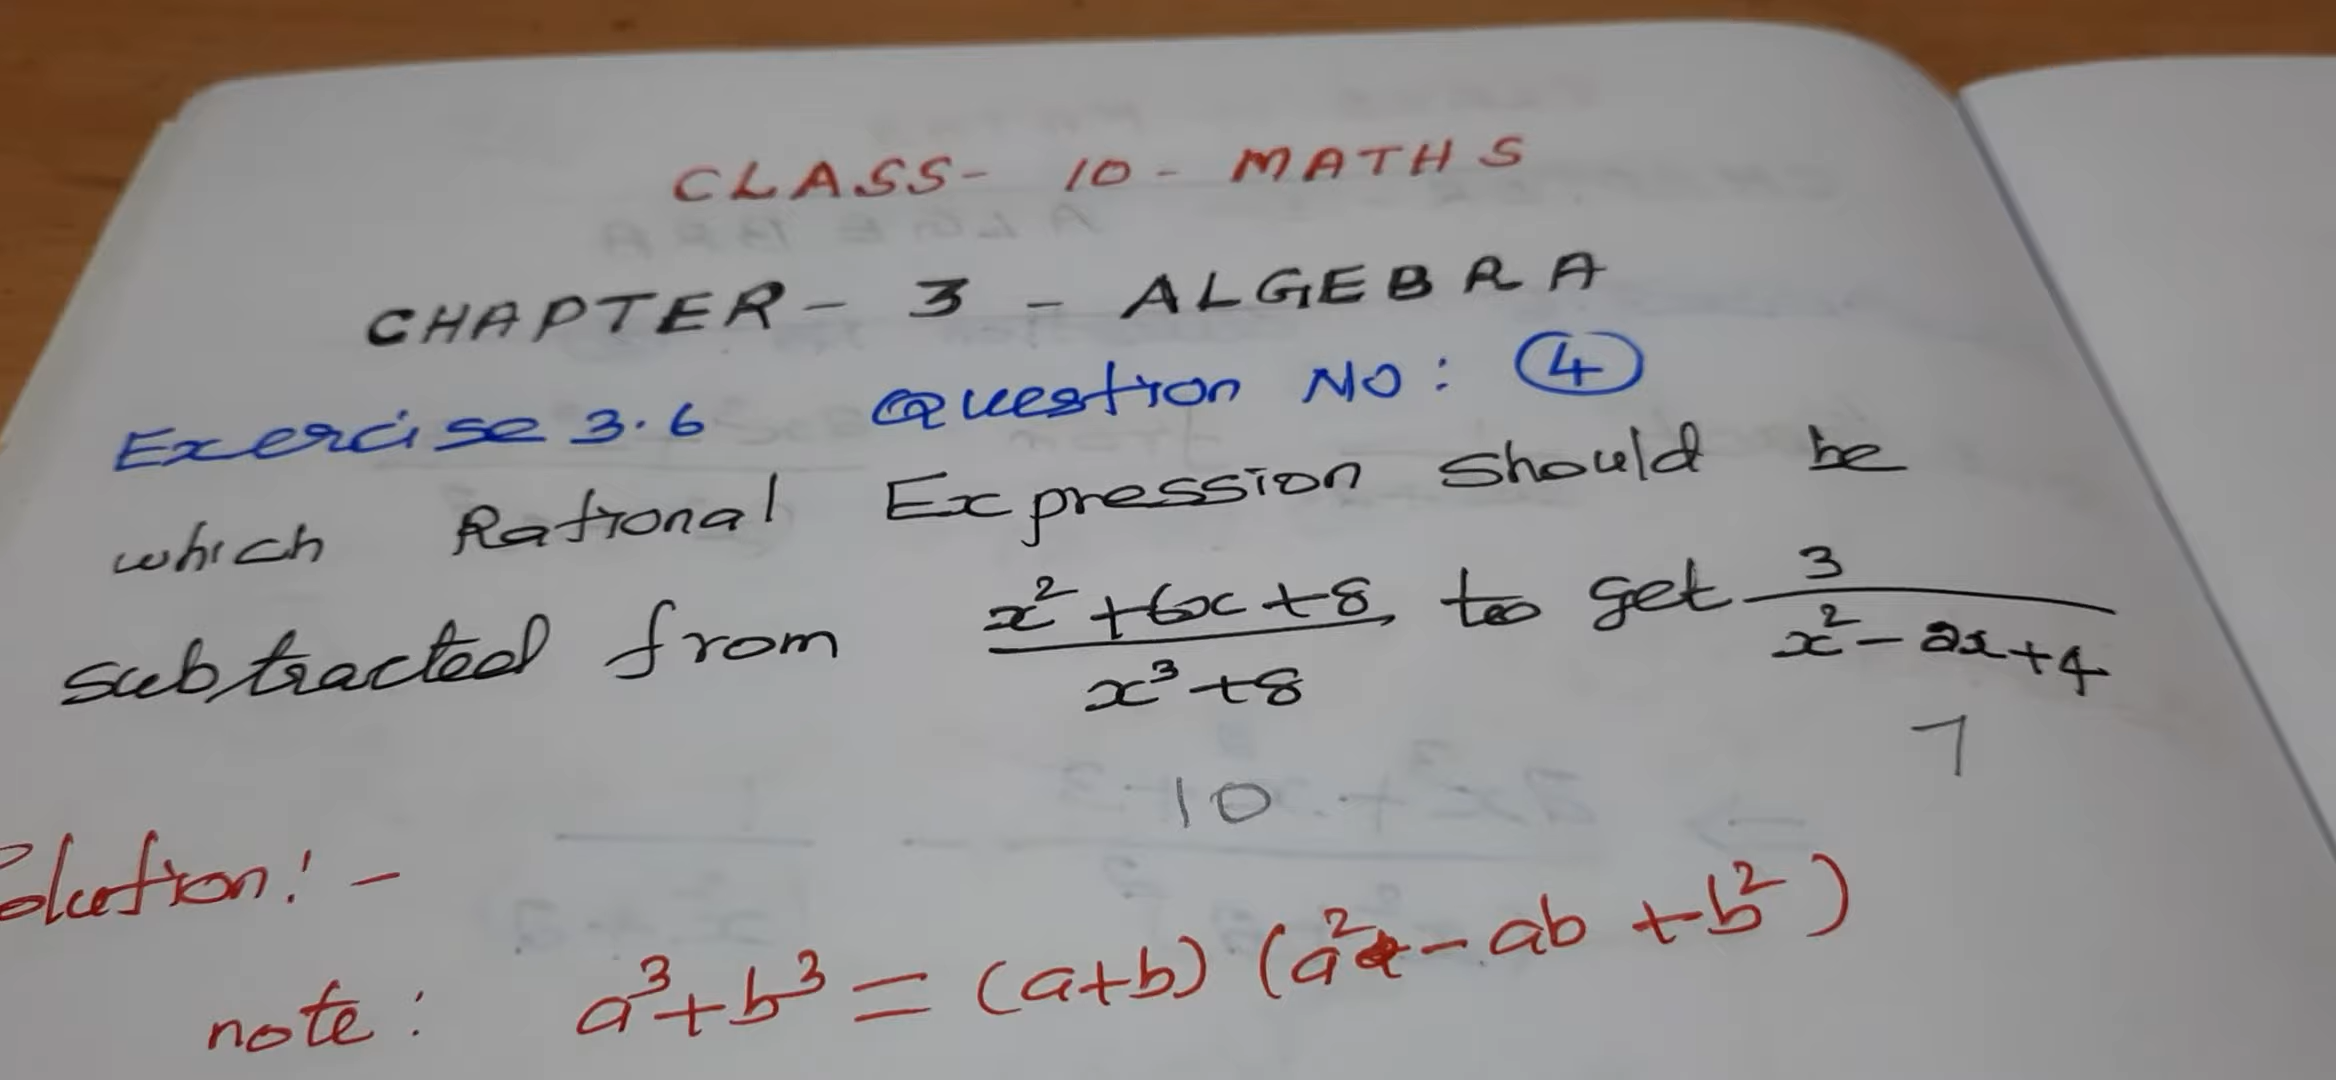 CLASS- 10 - MATHS
CHAPTER - 3 - ALGEBRA
Exercise 3.6 Question NO: ④
which Rational Expression should be
subtracted from \frac{x² + 6x + 8}{x³ + 8} to get \frac{3}{x² - 2x + 4}
7
10
Solution:-
note: a³ + b³ = (a+b) (a² - ab + b²)